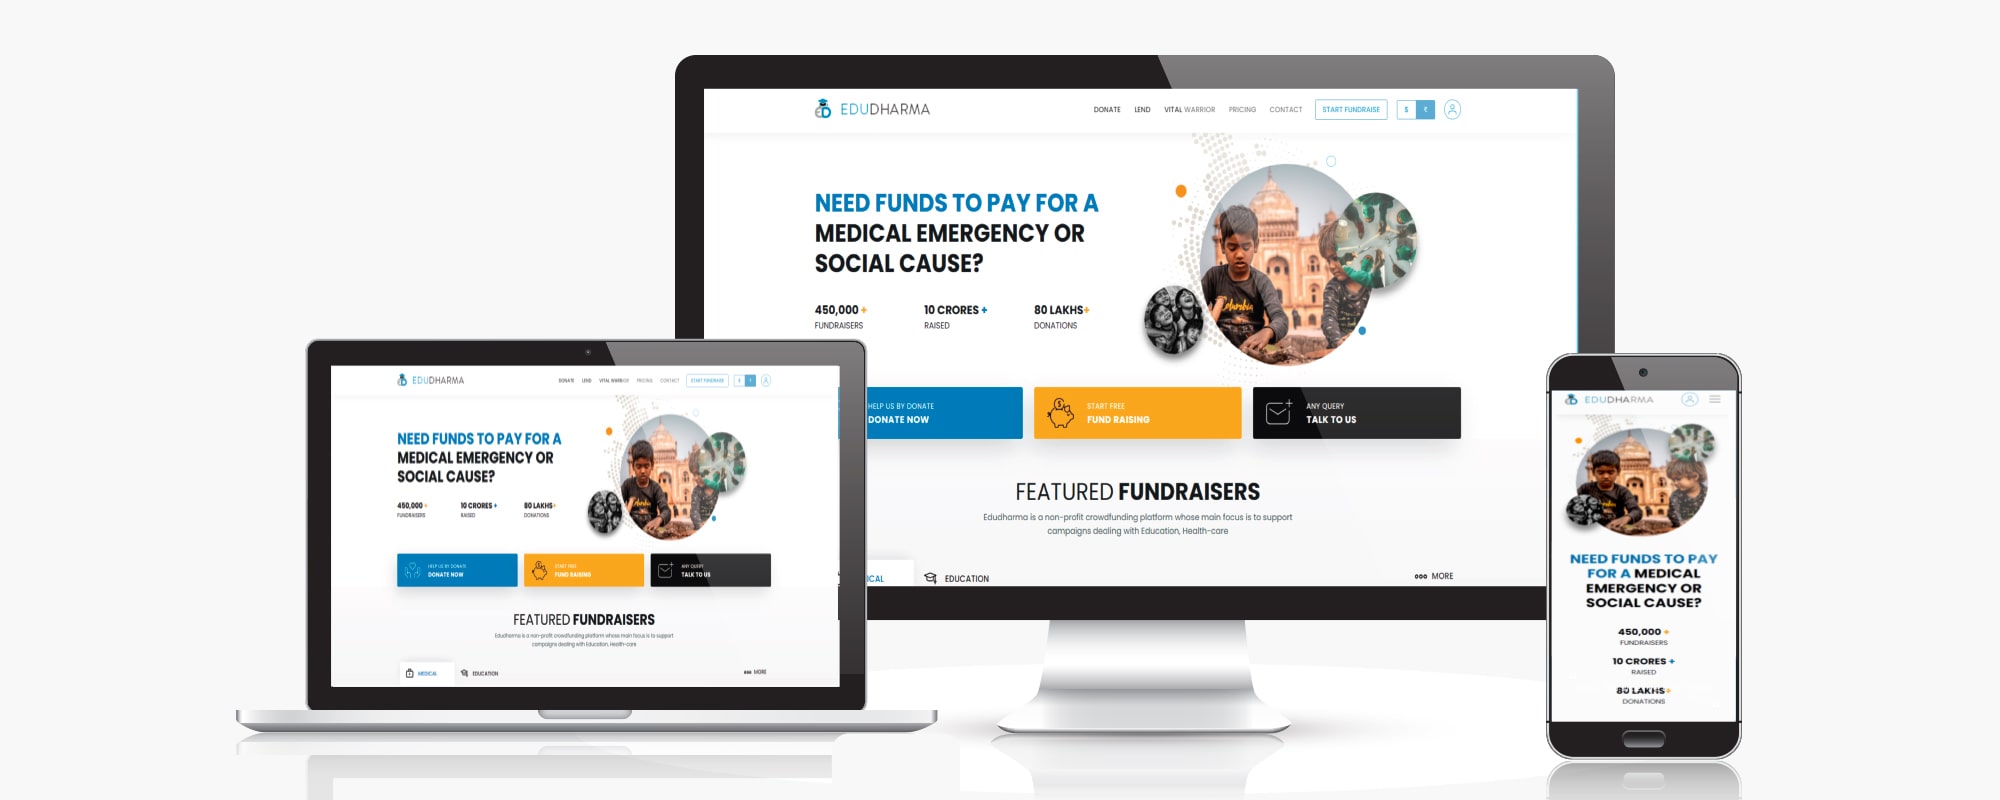 EDUDHARMA
DONATE LEND VITAL WARRIOR PRICING CONTACT START FUNDRAISE $ ₹
NEED FUNDS TO PAY FOR A
MEDICAL EMERGENCY OR
SOCIAL CAUSE?
450,000 + 10 CRORES + 80 LAKHS+
FUNDRAISERS RAISED DONATIONS
HELP US BY DONATE
DONATE NOW
START FREE
FUND RAISING
ANY QUERY
TALK TO US
FEATURED FUNDRAISERS
Edudharma is a non-profit crowdfunding platform whose main focus is to support
campaigns dealing with Education, Health-care
ICAL EDUCATION MORE
EDUDHARMA
DONATE LEND VITAL WARRIOR PRICING CONTACT START FUNDRAISE $ ₹
NEED FUNDS TO PAY FOR A
MEDICAL EMERGENCY OR
SOCIAL CAUSE?
450,000 + 10 CRORES + 80 LAKHS+
FUNDRAISERS RAISED DONATIONS
HELP US BY DONATE
DONATE NOW
START FREE
FUND RAISING
ANY QUERY
TALK TO US
FEATURED FUNDRAISERS
Edudharma is a non-profit crowdfunding platform whose main focus is to support
campaigns dealing with Education, Health-care
MEDICAL EDUCATION MORE
EDUDHARMA
NEED FUNDS TO PAY
FOR A MEDICAL
EMERGENCY OR
SOCIAL CAUSE?
450,000 +
FUNDRAISERS
10 CRORES +
RAISED
80 LAKHS+
DONATIONS